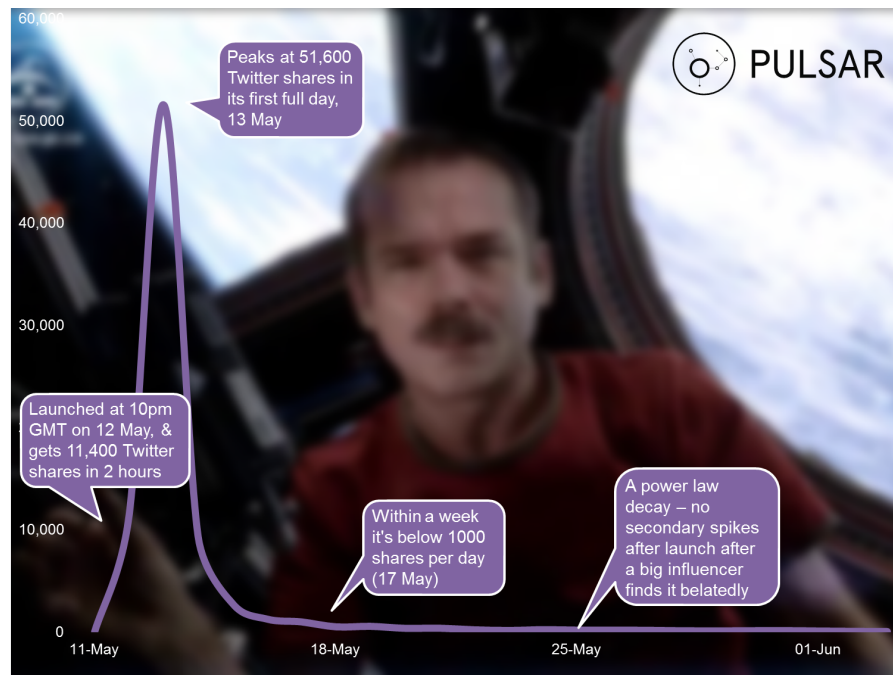 60,000
Peaks at 51,600
Twitter shares in
its first full day,
13 May
PULSAR
50,000
40,000
30,000
Launched at 10pm
GMT on 12 May, &
gets 11,400 Twitter
shares in 2 hours
A power law
decay – no
secondary spikes
after launch after
a big influencer
finds it belatedly
Within a week
it's below 1000
shares per day
(17 May)
10,000
0
11-May
18-May
25-May
01-Jun